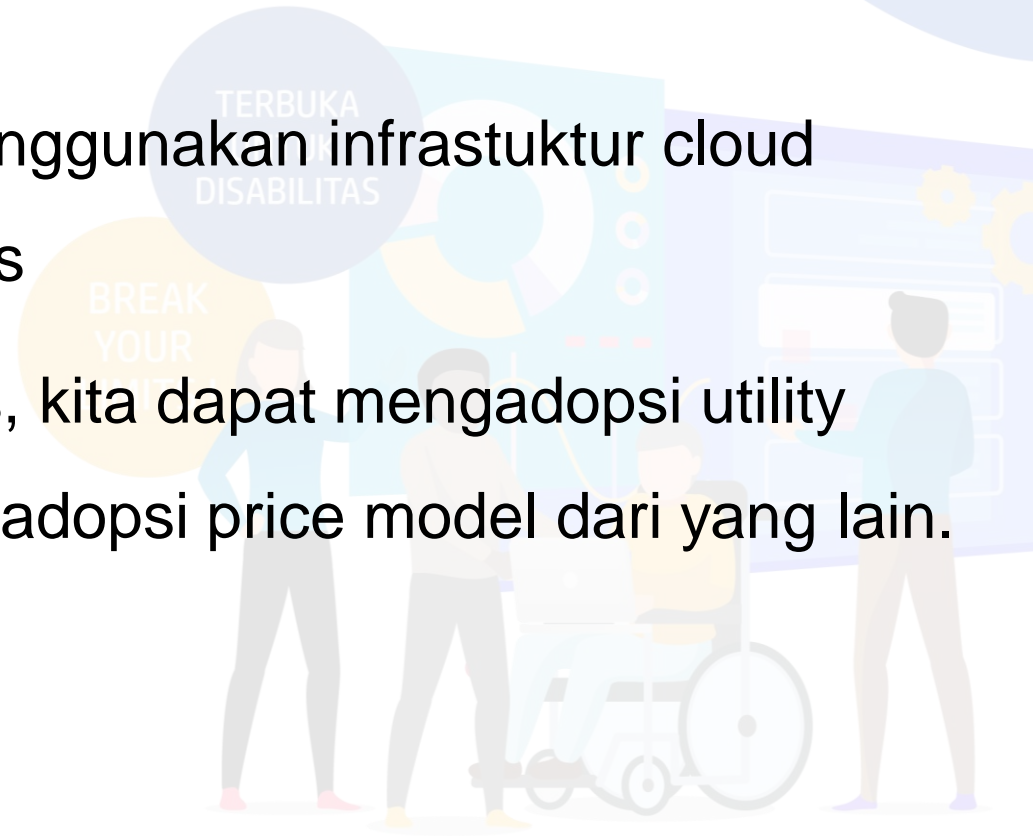 TERBUKA
nggunakan infrastuktur cloud
DISABILITAS
s
BREAK
YOUR
, kita dapat mengadopsi utility
adopsi price model dari yang lain.